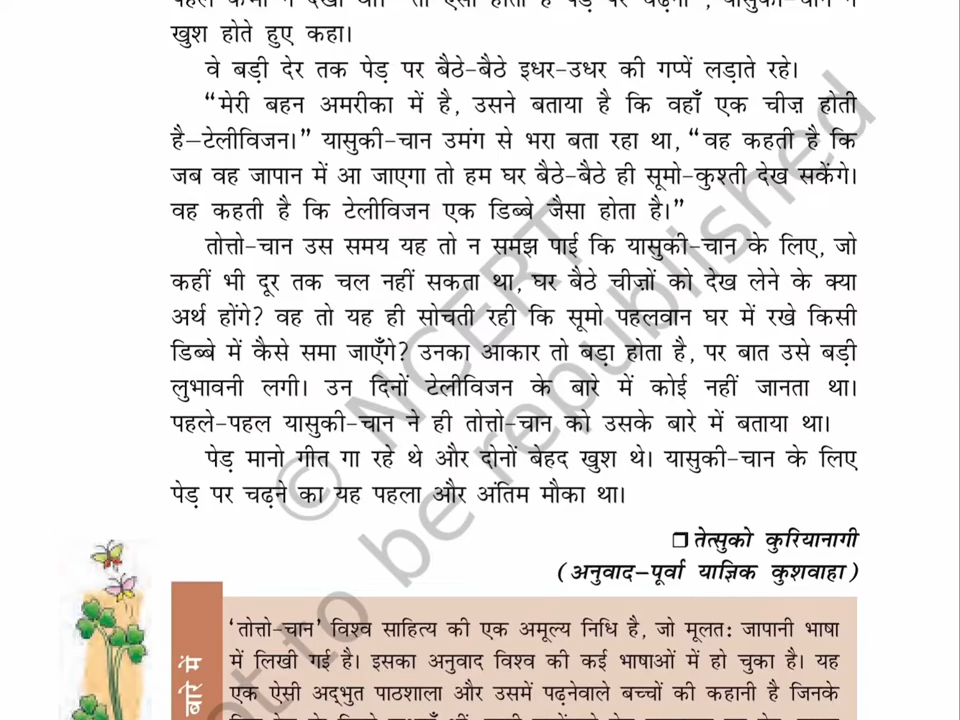 खुश होते हुए कहा।
वे बड़ी देर तक पेड़ पर बैठे-बैठे इधर-उधर की गप्पें लड़ाते रहे।
“मेरी बहन अमरीका में है, उसने बताया है कि वहाँ एक चीज़ होती
है—टेलीविजन।” यासुकी-चान उमंग से भरा बता रहा था, “वह कहती है कि
जब वह जापान में आ जाएगा तो हम घर बैठे-बैठे ही सूमो-कुश्ती देख सकेंगे।
वह कहती है कि टेलीविजन एक डिब्बे जैसा होता है।”
तोत्तो-चान उस समय यह तो न समझ पाई कि यासुकी-चान के लिए, जो
कहीं भी दूर तक चल नहीं सकता था, घर बैठे चीज़ों को देख लेने के क्या
अर्थ होंगे? वह तो यह ही सोचती रही कि सूमो पहलवान घर में रखे किसी
डिब्बे में कैसे समा जाएँगे? उनका आकार तो बड़ा होता है, पर बात उसे बड़ी
लुभावनी लगी। उन दिनों टेलीविजन के बारे में कोई नहीं जानता था।
पहले-पहल यासुकी-चान ने ही तोत्तो-चान को उसके बारे में बताया था।
पेड़ मानो गीत गा रहे थे और दोनों बेहद खुश थे। यासुकी-चान के लिए
पेड़ पर चढ़ने का यह पहला और अंतिम मौका था।
❒ तेत्सुको कुरियानागी
(अनुवाद-पूर्वा याज्ञिक कुशवाहा)
‘तोत्तो-चान’ विश्व साहित्य की एक अमूल्य निधि है, जो मूलत: जापानी भाषा
में लिखी गई है। इसका अनुवाद विश्व की कई भाषाओं में हो चुका है। यह
एक ऐसी अद्‌भुत पाठशाला और उसमें पढ़नेवाले बच्चों की कहानी है जिनके
बारे में
© NCERT
not to be republished